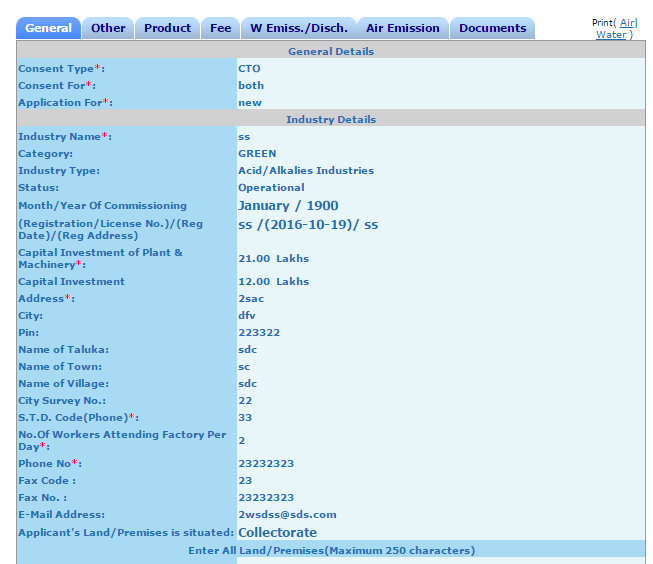 General Other Product Fee W Emiss./Disch. Air Emission Documents Print( Air|
Water )
General Details
Consent Type*: CTO
Consent For*: both
Application For*: new
Industry Details
Industry Name*: ss
Category: GREEN
Industry Type: Acid/Alkalies Industries
Status: Operational
Month/Year Of Commissioning January / 1900
(Registration/License No.)/(Reg
Date)/(Reg Address) ss /(2016-10-19)/ ss
Capital Investment of Plant &
Machinery*: 21.00 Lakhs
Capital Investment 12.00 Lakhs
Address*: 2sac
City: dfv
Pin: 223322
Name of Taluka: sdc
Name of Town: sc
Name of Village: sdc
City Survey No.: 22
S.T.D. Code(Phone)*: 33
No.Of Workers Attending Factory Per
Day*: 2
Phone No*: 23232323
Fax Code : 23
Fax No. : 23232323
E-Mail Address: 2wsdss@sds.com
Applicant's Land/Premises is situated: Collectorate
Enter All Land/Premises(Maximum 250 characters)